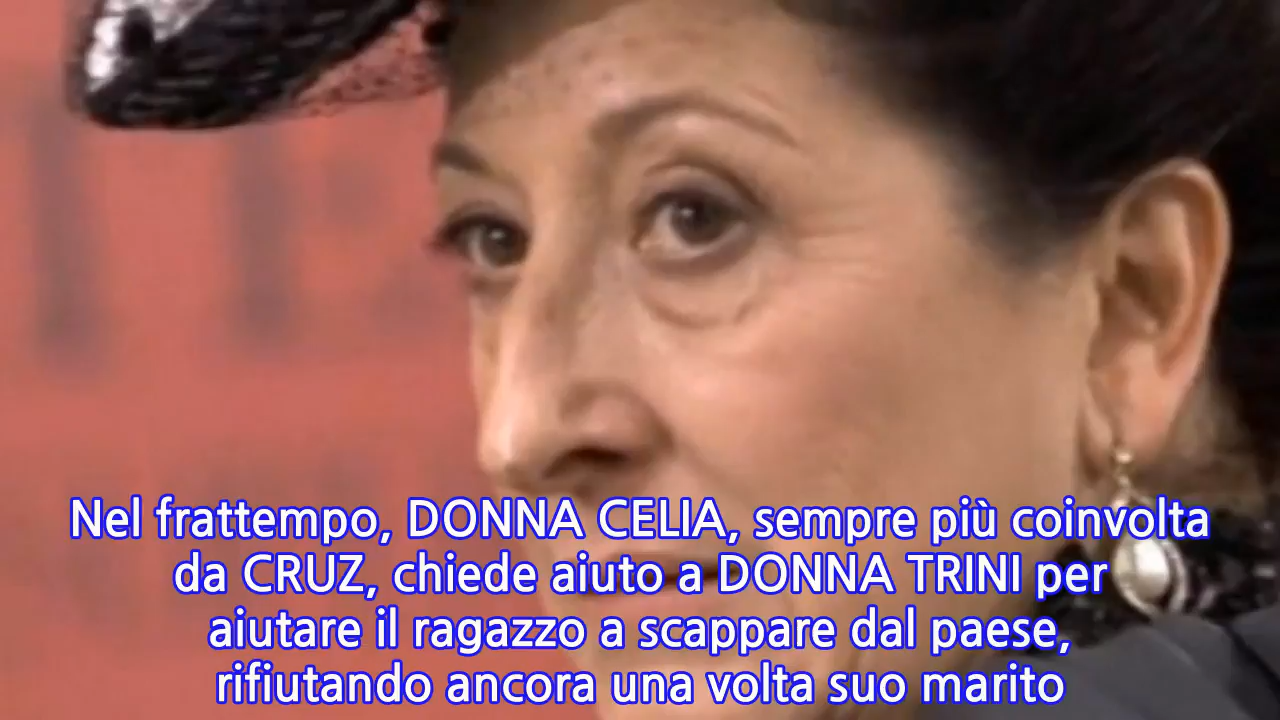 Nel frattempo, DONNA CELIA, sempre più coinvolta
da CRUZ, chiede aiuto a DONNA TRINI per
aiutare il ragazzo a scappare dal paese,
rifiutando ancora una volta suo marito